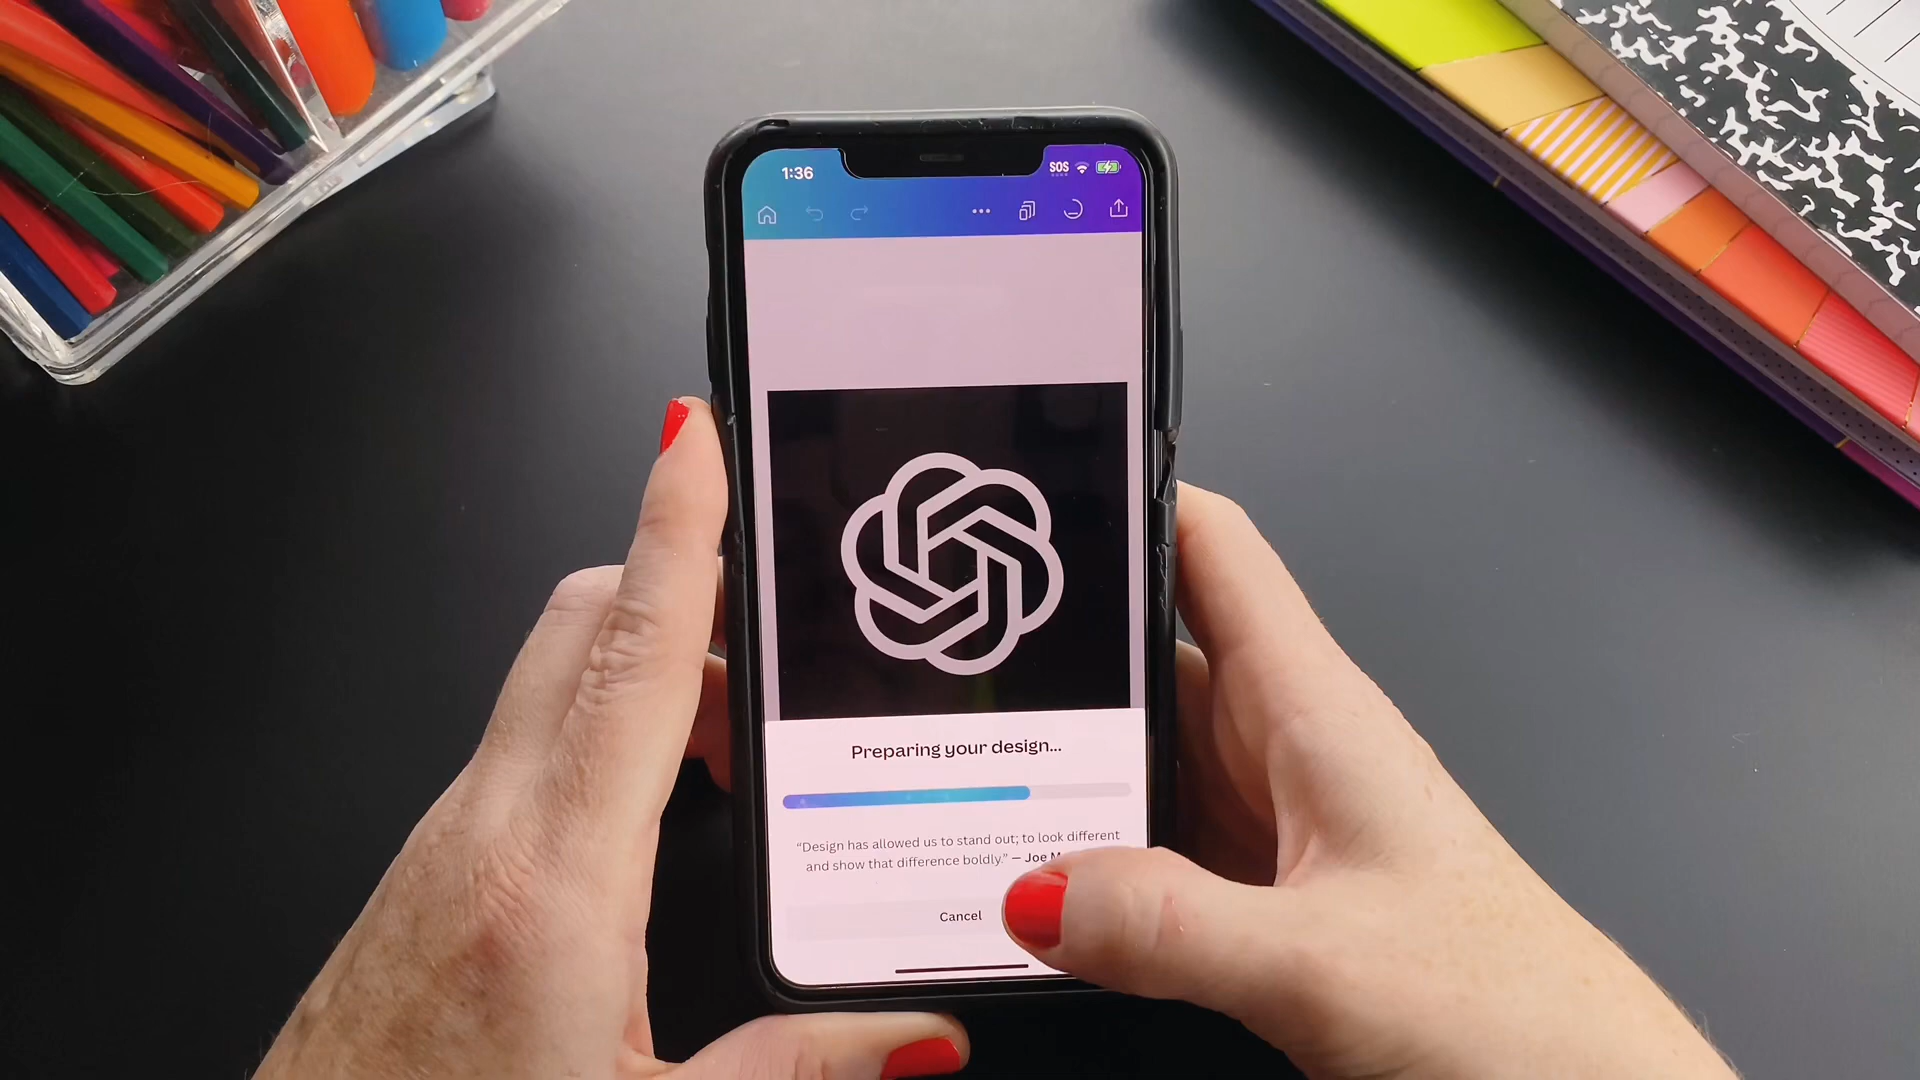 1:36
SOS
Preparing your design...
“Design has allowed us to stand out; to look different
and show that difference boldly.” — Joe
Cancel